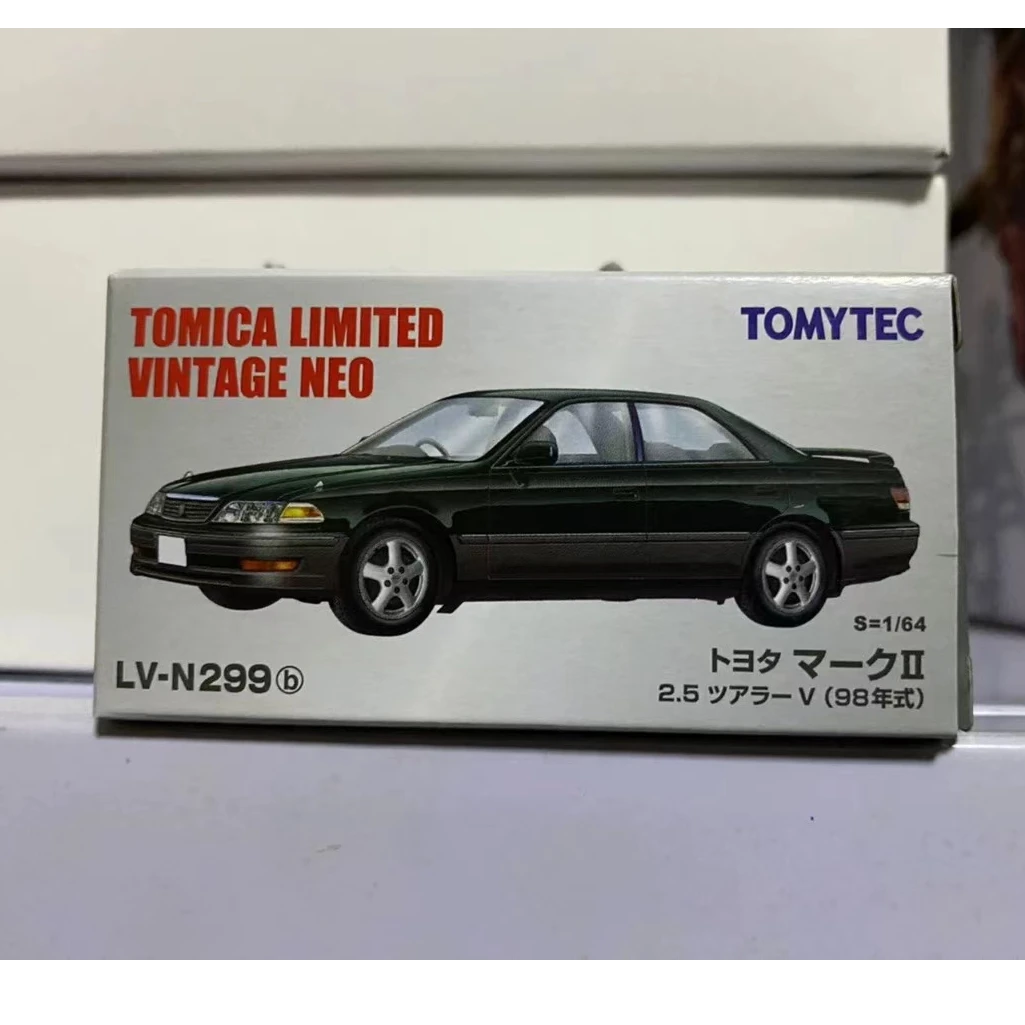 TOMICA LIMITED
VINTAGE NEO
TOMYTEC
S=1/64
LV-N299ⓑ
トヨタ マークⅡ
2.5 ツアラーV (98年式)